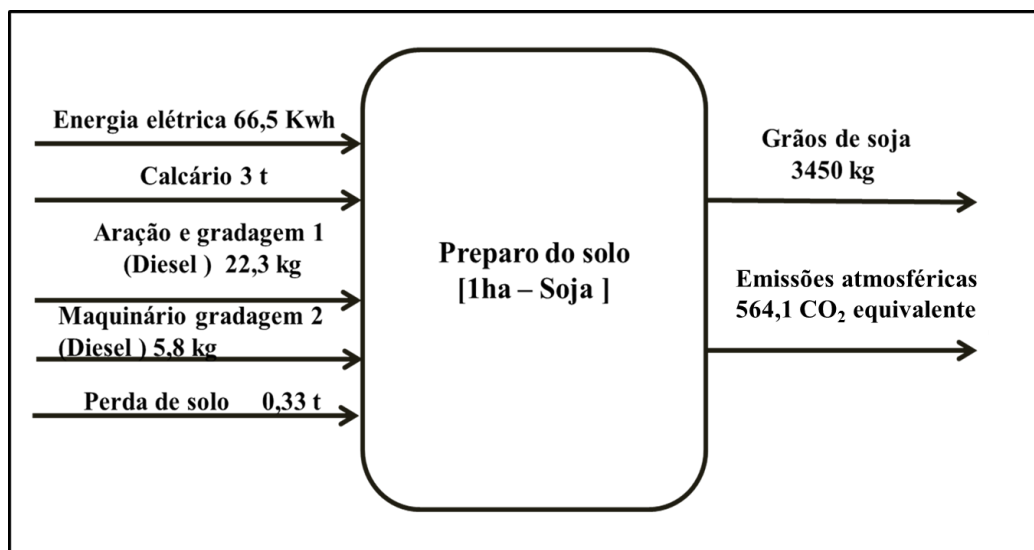 Energia elétrica 66,5 Kwh
Calcário 3 t
Aração e gradagem 1
(Diesel ) 22,3 kg
Maquinário gradagem 2
(Diesel ) 5,8 kg
Perda de solo 0,33 t
Preparo do solo
[1ha – Soja ]
Grãos de soja
3450 kg
Emissões atmosféricas
564,1 CO₂ equivalente